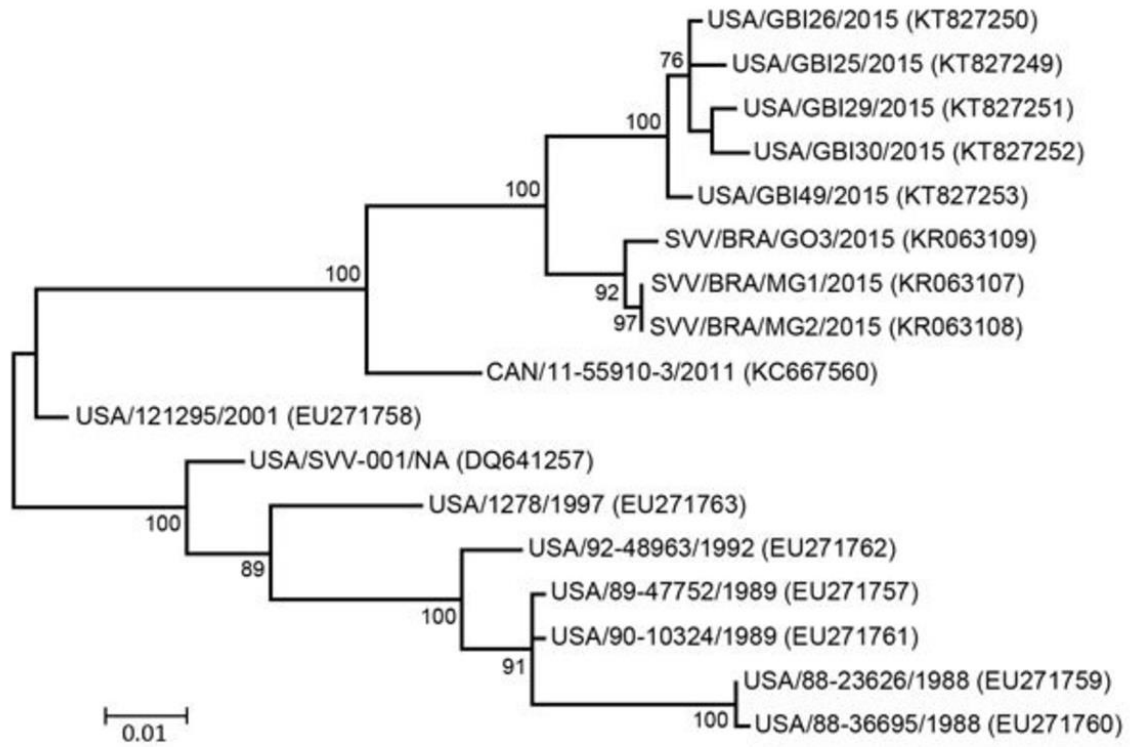 USA/GBI26/2015 (KT827250)
76
USA/GBI25/2015 (KT827249)
USA/GBI29/2015 (KT827251)
100
USA/GBI30/2015 (KT827252)
100
USA/GBI49/2015 (KT827253)
SVV/BRA/GO3/2015 (KR063109)
100
SVV/BRA/MG1/2015 (KR063107)
92
97
SVV/BRA/MG2/2015 (KR063108)
CAN/11-55910-3/2011 (KC667560)
USA/121295/2001 (EU271758)
USA/SVV-001/NA (DQ641257)
USA/1278/1997 (EU271763)
100
USA/92-48963/1992 (EU271762)
89
USA/89-47752/1989 (EU271757)
100
USA/90-10324/1989 (EU271761)
91
USA/88-23626/1988 (EU271759)
100
USA/88-36695/1988 (EU271760)
0.01